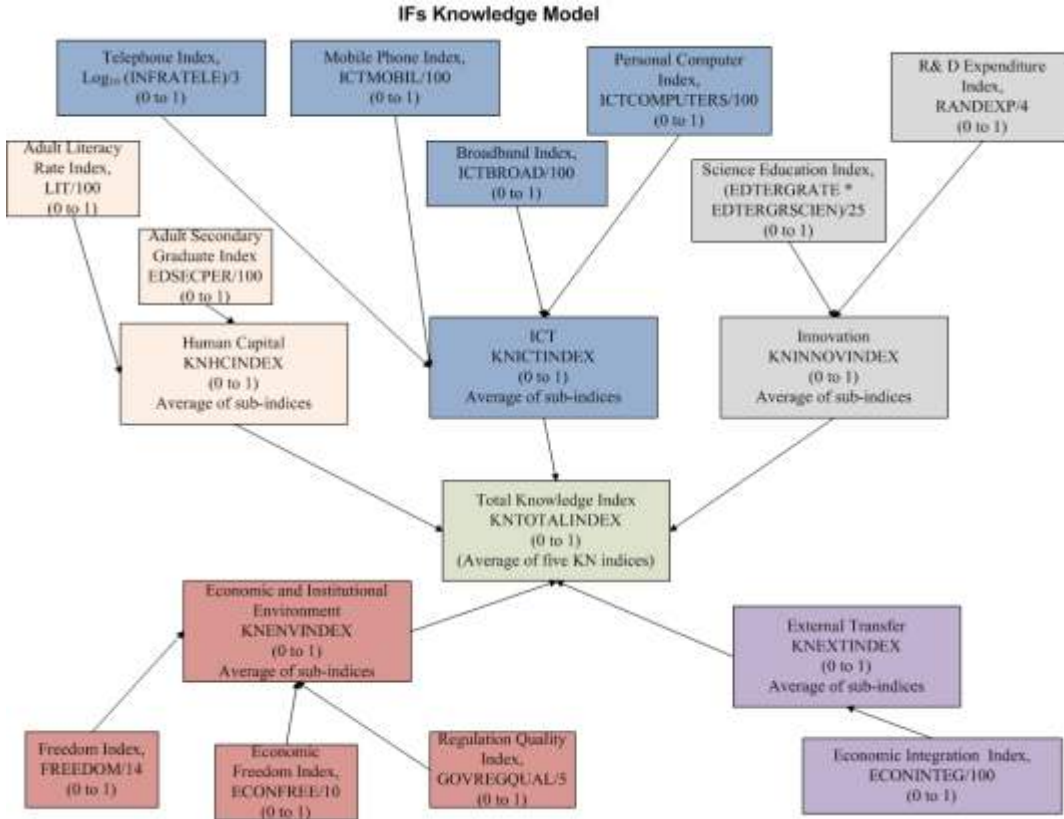 IFs Knowledge Model
Telephone Index,
Log₁₀ (INFRATELE)/3
(0 to 1)
Mobile Phone Index,
ICTMOBIL/100
(0 to 1)
Personal Computer
Index,
ICTCOMPUTERS/100
(0 to 1)
R& D Expenditure
Index,
RANDEXP/4
(0 to 1)
Adult Literacy
Rate Index,
LIT/100
(0 to 1)
Broadband Index,
ICTBROAD/100
(0 to 1)
Science Education Index,
(EDTERGRATE *
EDTERGRSCIEN)/25
(0 to 1)
Adult Secondary
Graduate Index
EDSECPER/100
(0 to 1)
Human Capital
KNHCINDEX
(0 to 1)
Average of sub-indices
ICT
KNICTINDEX
(0 to 1)
Average of sub-indices
Innovation
KNINNOVINDEX
(0 to 1)
Average of sub-indices
Total Knowledge Index
KNTOTALINDEX
(0 to 1)
(Average of five KN indices)
Economic and Institutional
Environment
KNENVINDEX
(0 to 1)
Average of sub-indices
External Transfer
KNEXTINDEX
(0 to 1)
Average of sub-indices
Freedom Index,
FREEDOM/14
(0 to 1)
Economic
Freedom Index,
ECONFREE/10
(0 to 1)
Regulation Quality
Index,
GOVREGQUAL/5
(0 to 1)
Economic Integration Index,
ECONINTEG/100
(0 to 1)